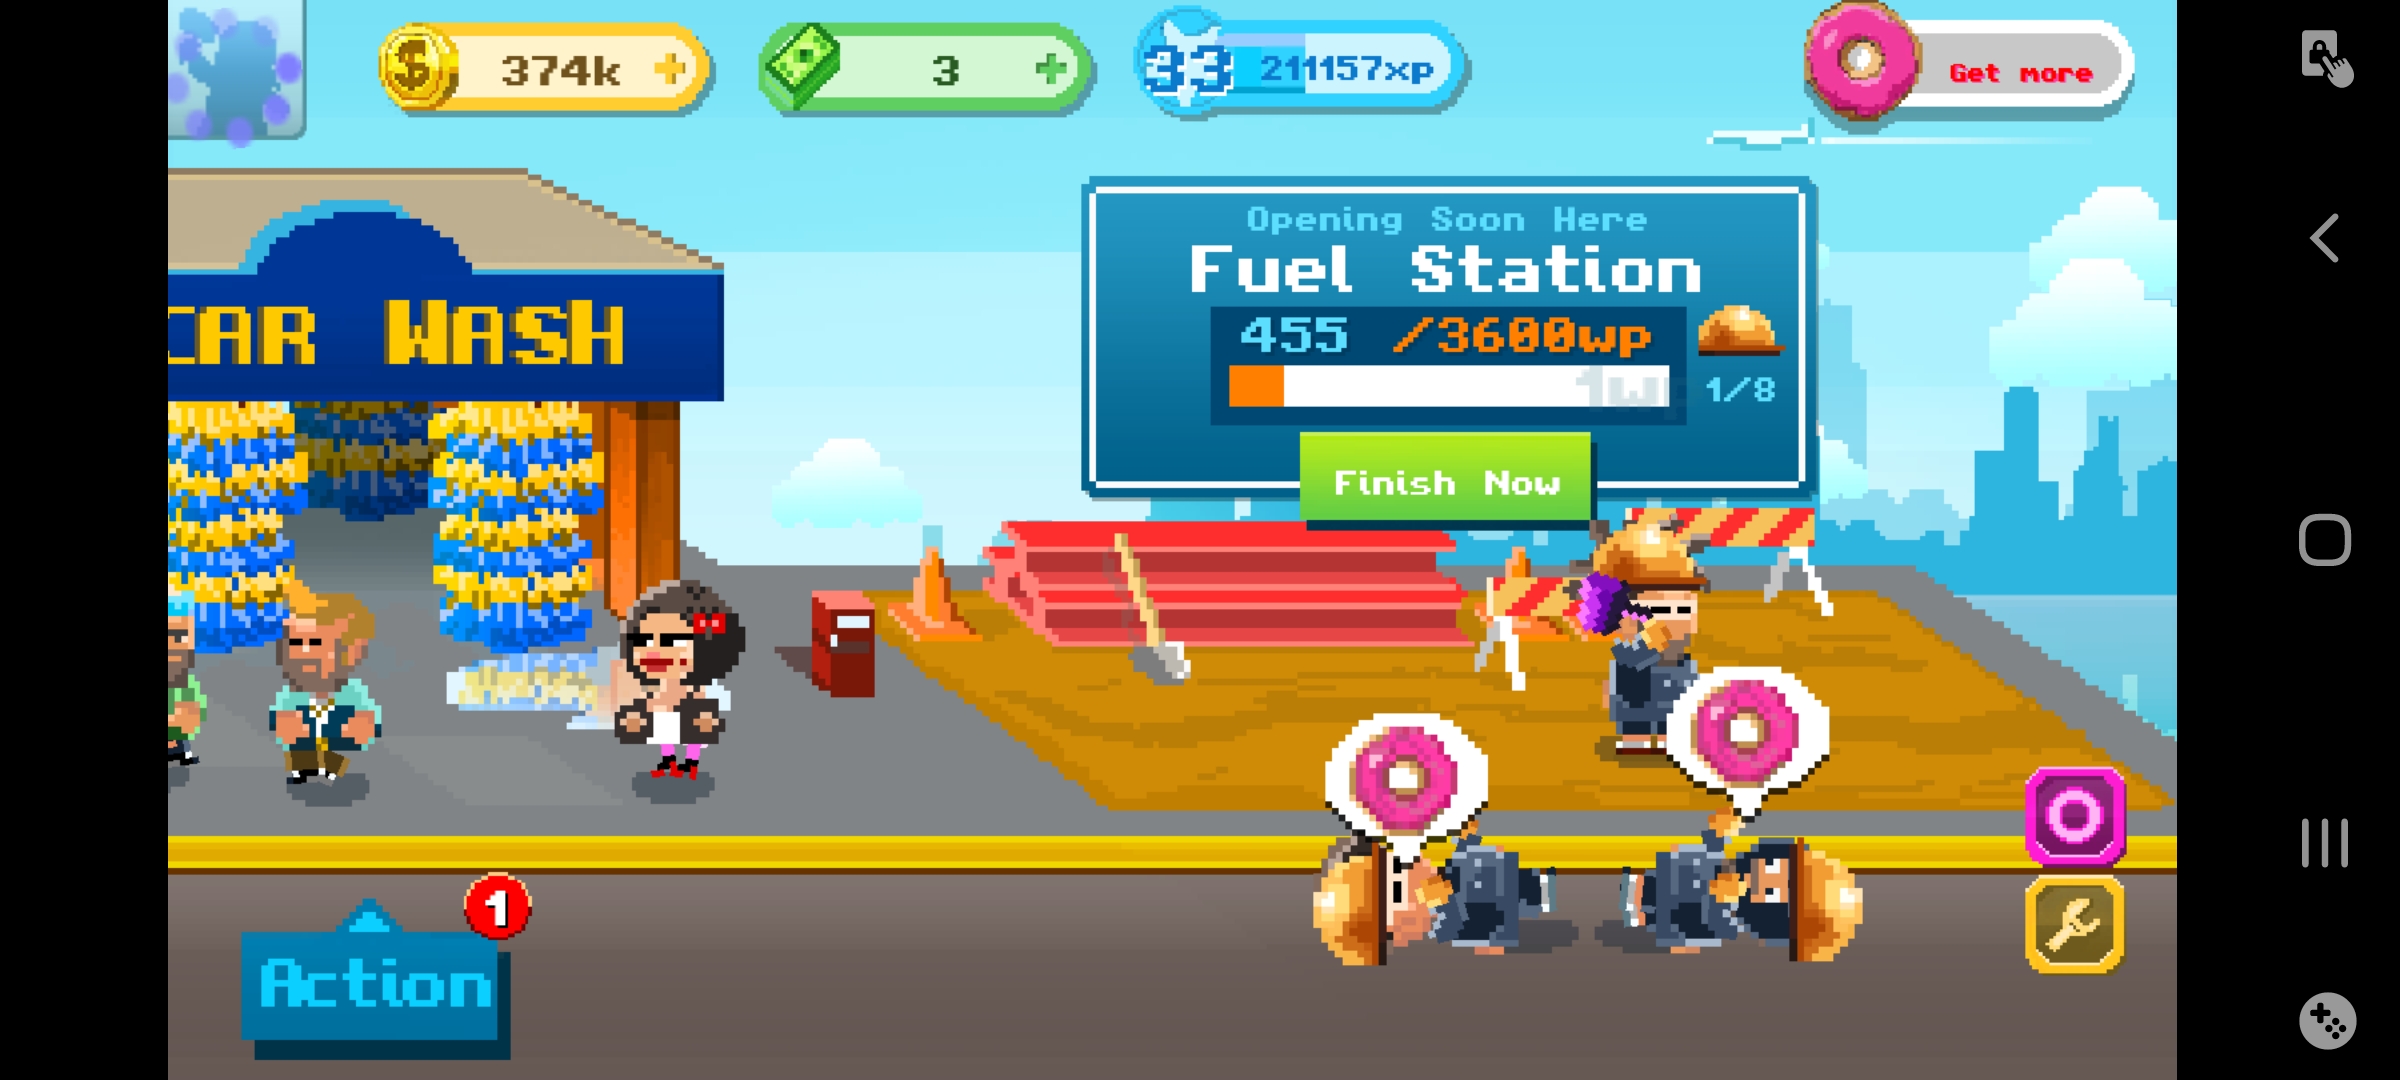 374k
3
33
211157xp
Get more
CAR WASH
Opening Soon Here
Fuel Station
455 /3600wp
1w
1/8
Finish Now
1
Action